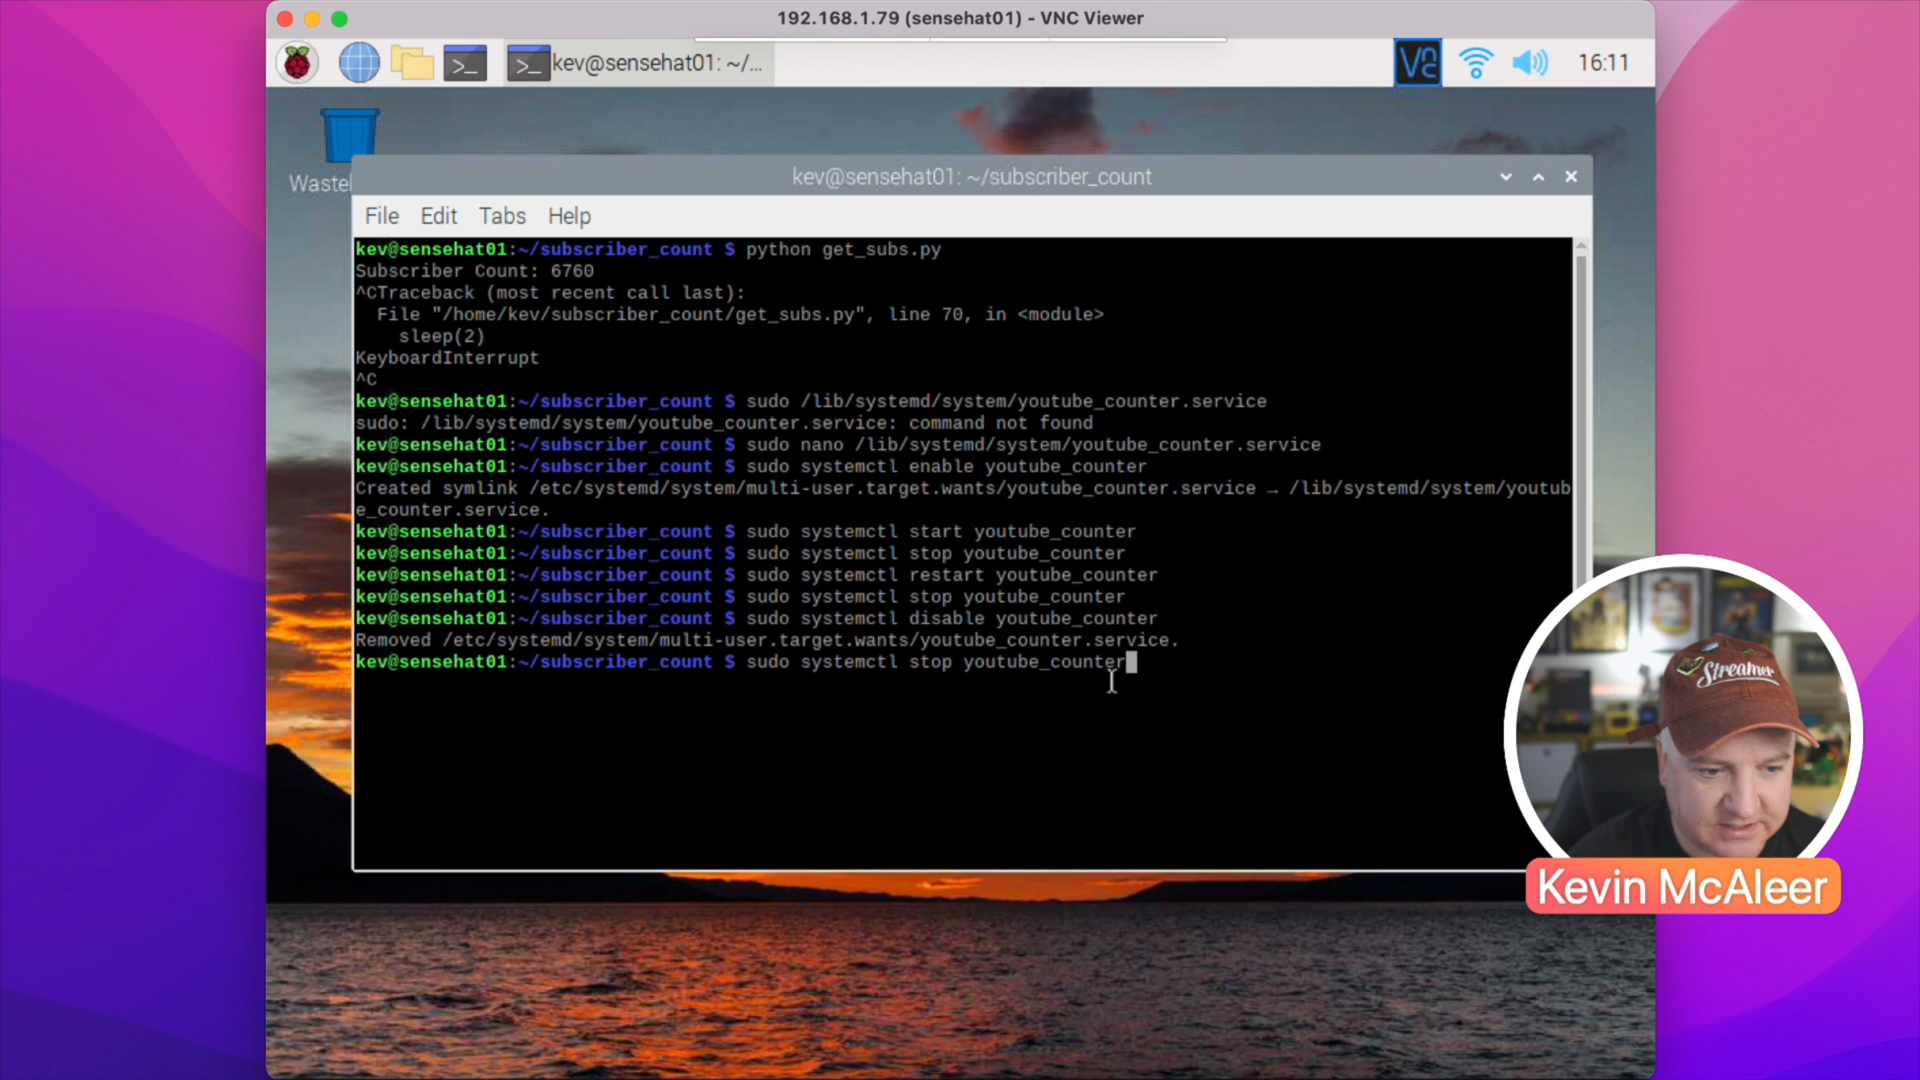 192.168.1.79 (sensehat01) - VNC Viewer
kev@sensehat01: ~/...
16:11
kev@sensehat01: ~/subscriber_count
File Edit Tabs Help
kev@sensehat01:~/subscriber_count $ python get_subs.py
Subscriber Count: 6760
^CTraceback (most recent call last):
File "/home/kev/subscriber_count/get_subs.py", line 70, in <module>
sleep(2)
KeyboardInterrupt
^C
kev@sensehat01:~/subscriber_count $ sudo /lib/systemd/system/youtube_counter.service
sudo: /lib/systemd/system/youtube_counter.service: command not found
kev@sensehat01:~/subscriber_count $ sudo nano /lib/systemd/system/youtube_counter.service
kev@sensehat01:~/subscriber_count $ sudo systemctl enable youtube_counter
Created symlink /etc/systemd/system/multi-user.target.wants/youtube_counter.service → /lib/systemd/system/youtub
e_counter.service.
kev@sensehat01:~/subscriber_count $ sudo systemctl start youtube_counter
kev@sensehat01:~/subscriber_count $ sudo systemctl stop youtube_counter
kev@sensehat01:~/subscriber_count $ sudo systemctl restart youtube_counter
kev@sensehat01:~/subscriber_count $ sudo systemctl stop youtube_counter
kev@sensehat01:~/subscriber_count $ sudo systemctl disable youtube_counter
Removed /etc/systemd/system/multi-user.target.wants/youtube_counter.service.
kev@sensehat01:~/subscriber_count $ sudo systemctl stop youtube_counter
Streamer
Kevin McAleer